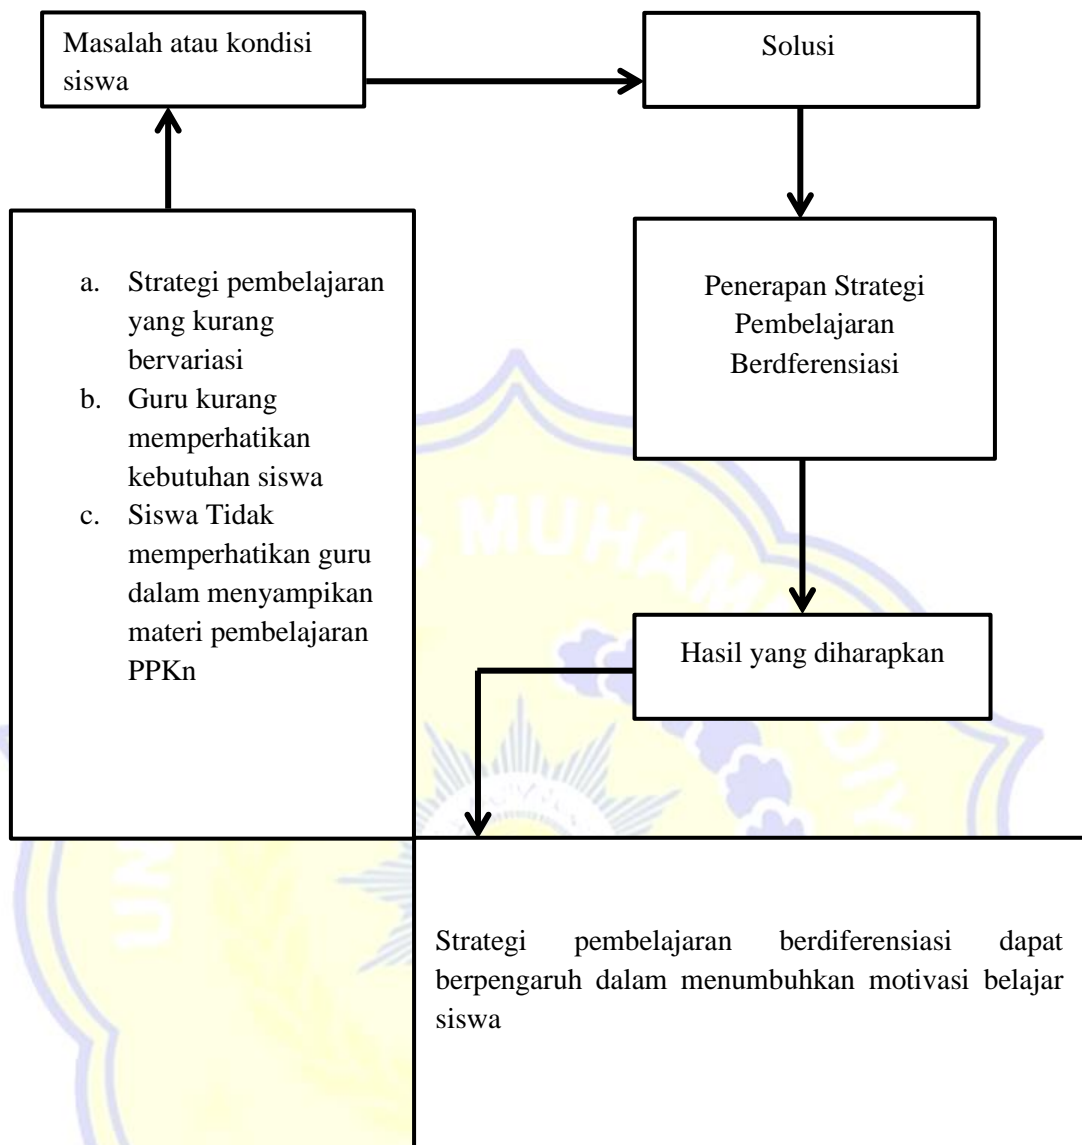 Masalah atau kondisi
siswa
Solusi
a. Strategi pembelajaran
yang kurang
bervariasi
b. Guru kurang
memperhatikan
kebutuhan siswa
c. Siswa Tidak
memperhatikan guru
dalam menyampikan
materi pembelajaran
PPKn
Penerapan Strategi
Pembelajaran
Berdferensiasi
Hasil yang diharapkan
Strategi pembelajaran berdiferensiasi dapat
berpengaruh dalam menumbuhkan motivasi belajar
siswa